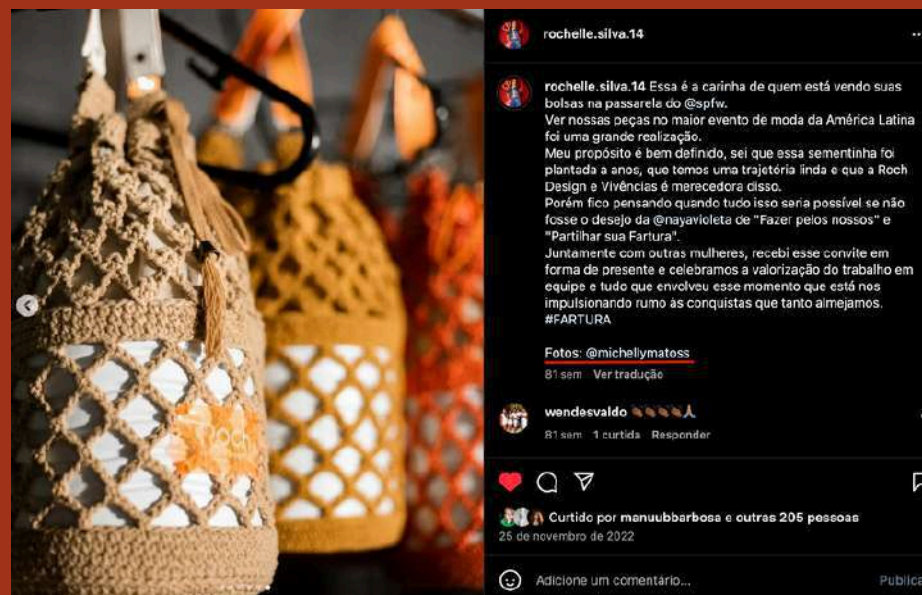 rochelle.silva.14
rochelle.silva.14 Essa é a carinha de quem está vendo suas
bolsas na passarela do @spfw.
Ver nossas peças no maior evento de moda da América Latina
foi uma grande realização.
Meu propósito é bem definido, sei que essa sementinha foi
plantada a anos, que temos uma trajetória linda e que a Roch
Design e Vivências é merecedora disso.
Porém fico pensando quando tudo isso seria possível se não
fosse o desejo da @nayavioleta de "Fazer pelos nossos" e
"Partilhar sua Fartura".
Juntamente com outras mulheres, recebi esse convite em
forma de presente e celebramos a valorização do trabalho em
equipe e tudo que envolveu esse momento que está nos
impulsionando rumo às conquistas que tanto almejamos.
#FARTURA
Fotos: @michellymatoss
81 sem Ver tradução
wendesvaldo 👏🏾👏🏾👏🏾👏🏾🙏🏽
81 sem 1 curtida Responder
Curtido por manuubbarbosa e outras 205 pessoas
25 de novembro de 2022
Adicione um comentário...
Publica
Roch